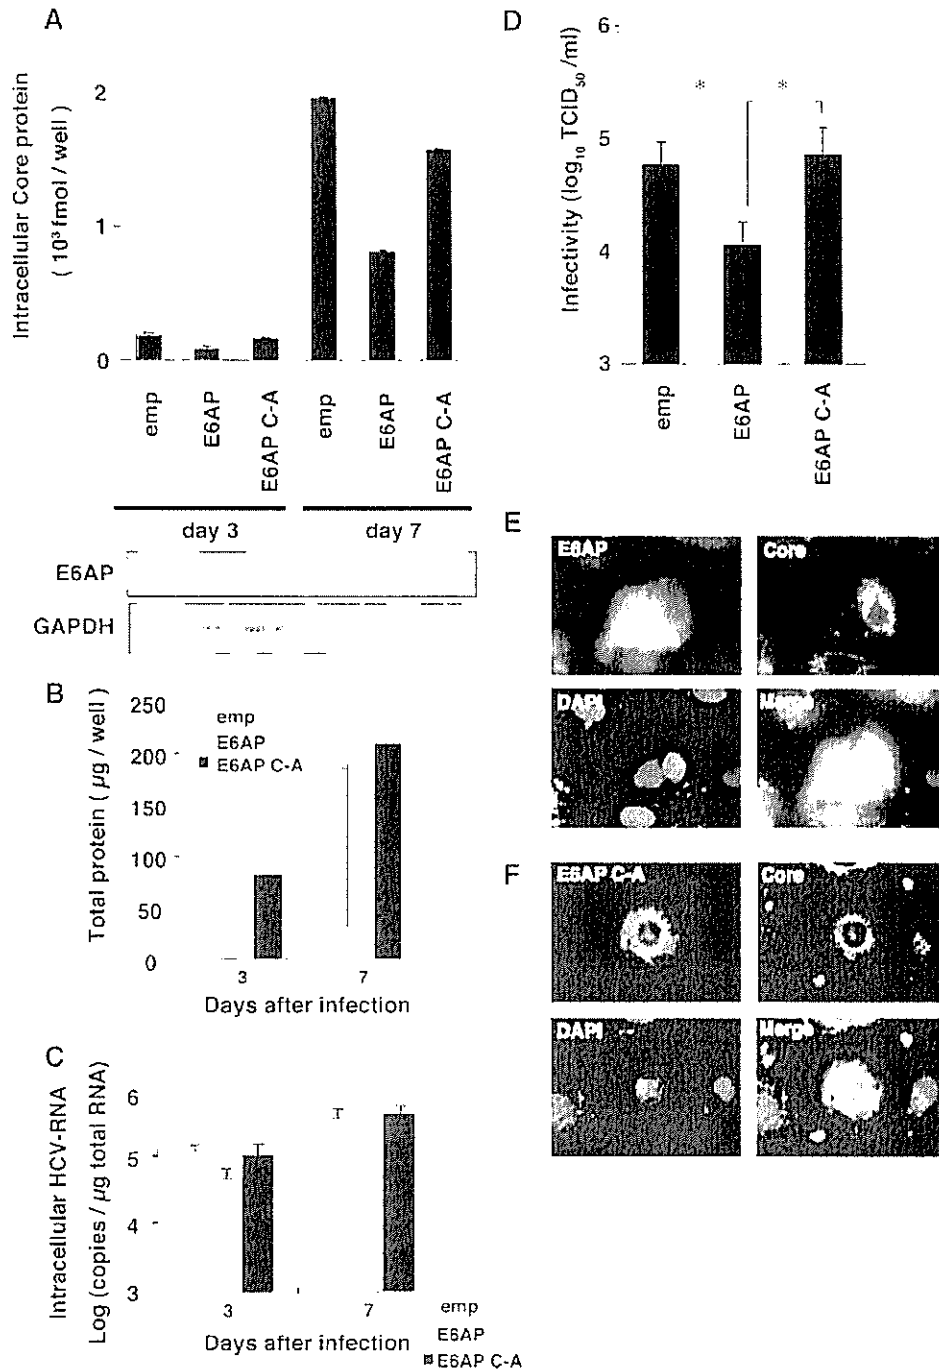 A
Intracellular Core protein
( 10³ fmol / well )
2
1
0
emp
E6AP
E6AP C-A
emp
E6AP
E6AP C-A
day 3
day 7
E6AP
GAPDH
B
Total protein ( µg / well )
250
200
150
100
50
0
emp
E6AP
E6AP C-A
3
7
Days after infection
C
Intracellular HCV-RNA
Log (copies / µg total RNA)
6
5
4
3
3
7
Days after infection
emp
E6AP
E6AP C-A
D
Infectivity (log₁₀ TCID₅₀ /ml)
6
5
4
3
* *
emp
E6AP
E6AP C-A
E
E6AP
Core
DAPI
Merge
F
E6AP C-A
Core
DAPI
Merge